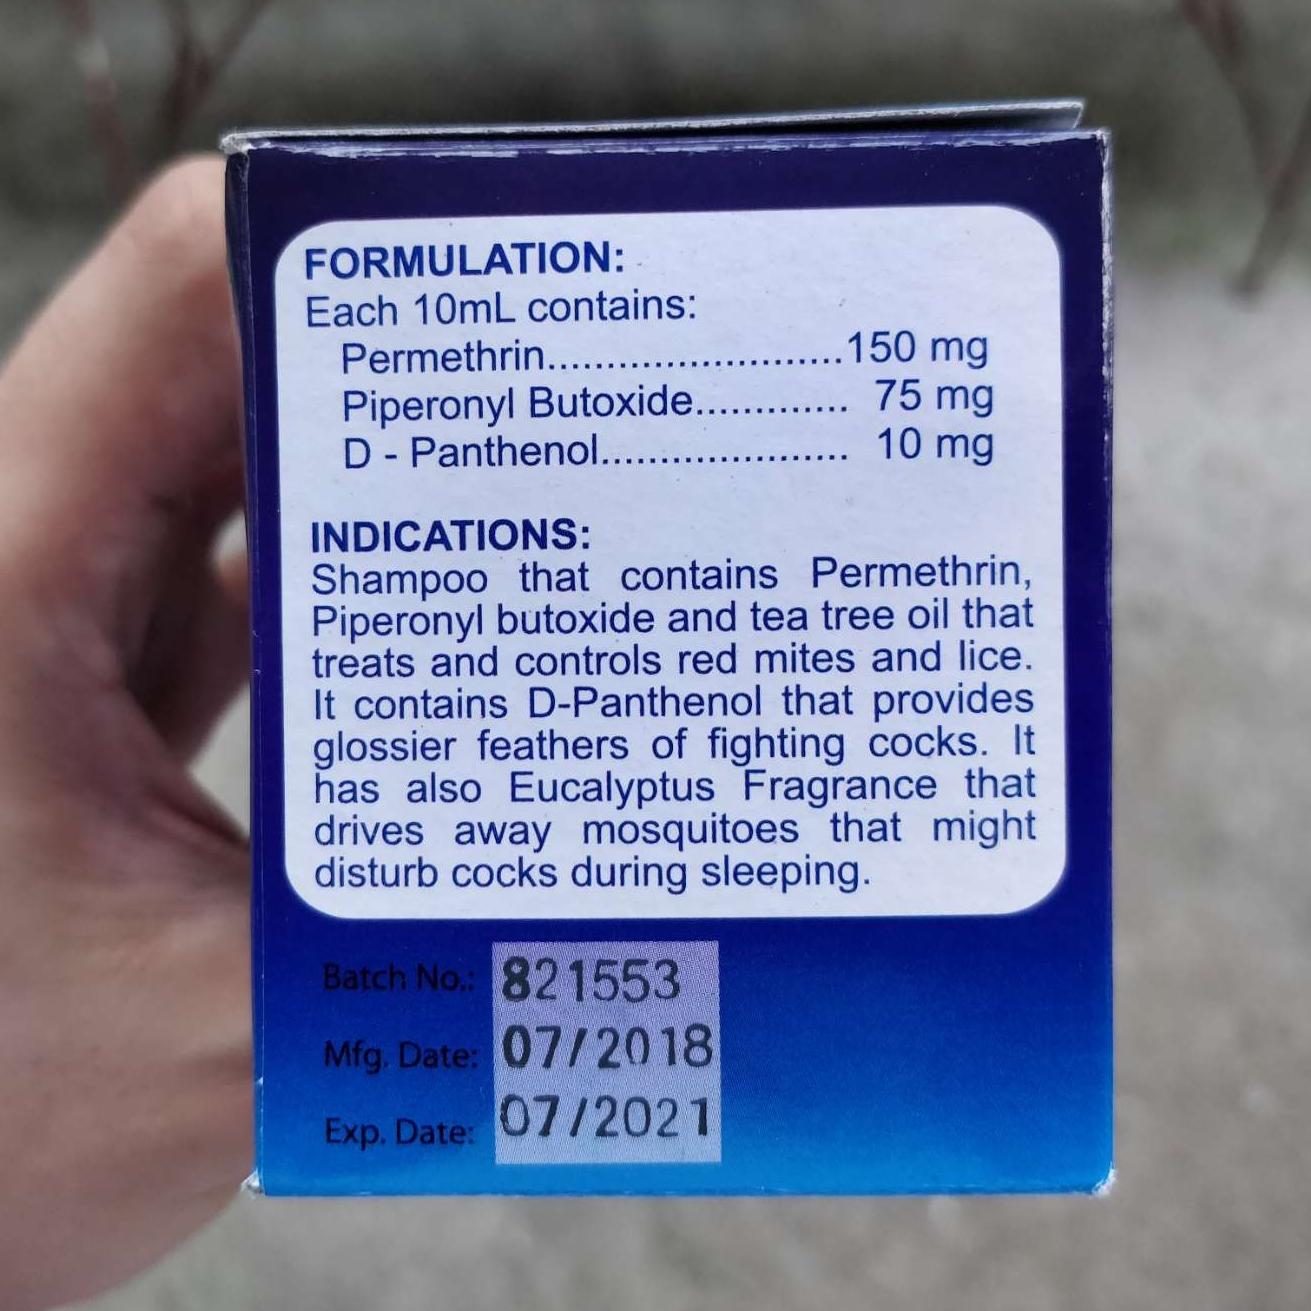 FORMULATION:
Each 10mL contains:
Permethrin..........................150 mg
Piperonyl Butoxide............. 75 mg
D - Panthenol...................... 10 mg
INDICATIONS:
Shampoo that contains Permethrin,
Piperonyl butoxide and tea tree oil that
treats and controls red mites and lice.
It contains D-Panthenol that provides
glossier feathers of fighting cocks. It
has also Eucalyptus Fragrance that
drives away mosquitoes that might
disturb cocks during sleeping.
Batch No.: 821553
Mfg. Date: 07/2018
Exp. Date: 07/2021